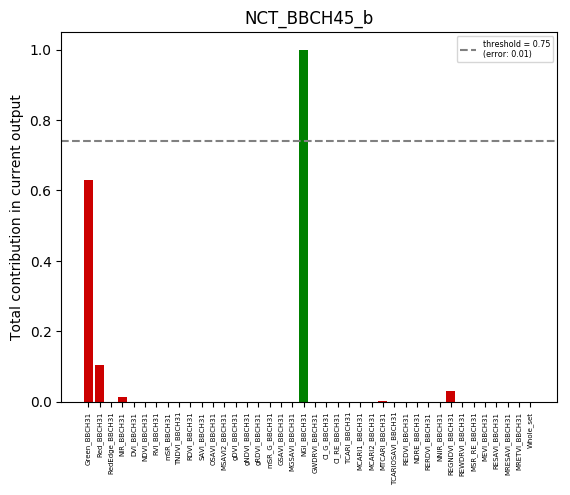 NCT_BBCH45_b
threshold = 0.75
(error: 0.01)
Total contribution in current output
1.0
0.8
0.6
0.4
0.2
0.0
Green_BBCH31
Red_BBCH31
RedEdge_BBCH31
NIR_BBCH31
DVI_BBCH31
NDVI_BBCH31
RVI_BBCH31
mSR_BBCH31
TNDVI_BBCH31
RDVI_BBCH31
SAVI_BBCH31
OSAVI_BBCH31
MSAVI2_BBCH31
gDVI_BBCH31
gNDVI_BBCH31
gRDVI_BBCH31
mSR_G_BBCH31
GSAVI_BBCH31
MGSAVI_BBCH31
NGI_BBCH31
GWDRVI_BBCH31
CI_G_BBCH31
CI_RE_BBCH31
TCARI_BBCH31
MCARI1_BBCH31
MCARI2_BBCH31
MTCARI_BBCH31
TCARIOSAVI_BBCH31
REDVI_BBCH31
NDRE_BBCH31
RERDVI_BBCH31
NNIR_BBCH31
REGNDVI_BBCH31
REWDRVI_BBCH31
MSR_RE_BBCH31
MEVI_BBCH31
RESAVI_BBCH31
MRESAVI_BBCH31
MRETVI_BBCH31
Whole_set